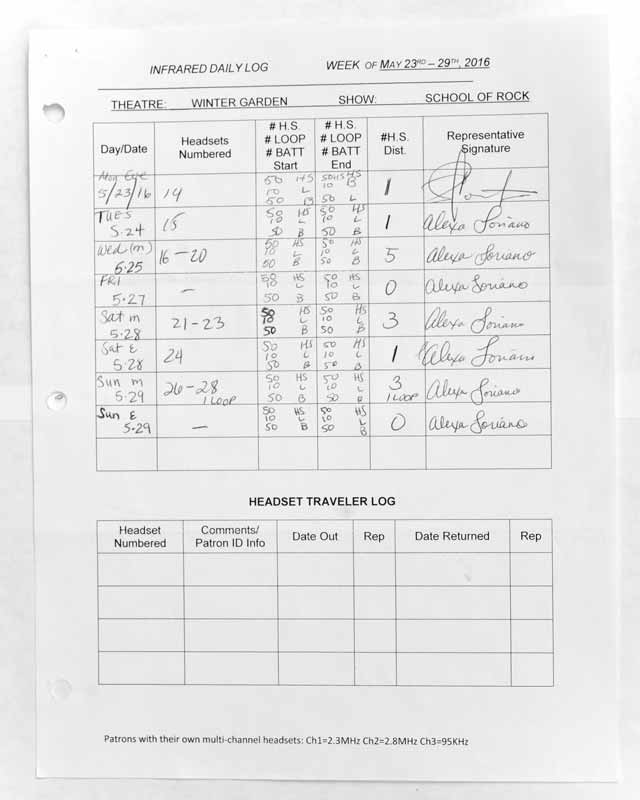 INFRARED DAILY LOG WEEK OF MAY 23RD – 29TH, 2016
THEATRE: WINTER GARDEN SHOW: SCHOOL OF ROCK
Day/Date Headsets Numbered # H.S. # LOOP # BATT Start # H.S. # LOOP # BATT End #H.S. Dist. Representative Signature
Mon Eve
5/23/16 14 50 HS 10 L 50 B 50 HS 10 B 50 L 1
TUES
5.24 15 50 HS 10 L 50 B 50 HS 10 L 50 B 1 Alexa Soriano
Wed (m)
5.25 16-20 50 HS 10 L 50 B 50 HS 10 L 50 B 5 Alexa Soriano
FRI
5.27 — 50 HS 10 L 50 B 50 HS 10 L 50 B 0 Alexa Soriano
Sat m
5.28 21-23 50 HS 10 L 50 B 50 HS 10 L 50 B 3 Alexa Soriano
Sat E
5.28 24 50 HS 10 L 50 B 50 HS 10 L 50 B 1 Alexa Soriano
Sun m
5.29 26-28 1 LOOP 50 HS 10 L 50 B 50 HS 10 L 50 B 3 1 LOOP Alexa Soriano
Sun E
5.29 — 50 HS 10 L 50 B 50 HS 10 L 50 B 0 Alexa Soriano
HEADSET TRAVELER LOG
Headset Numbered Comments/ Patron ID Info Date Out Rep Date Returned Rep
Patrons with their own multi-channel headsets: Ch1=2.3MHz Ch2=2.8MHz Ch3=95KHz